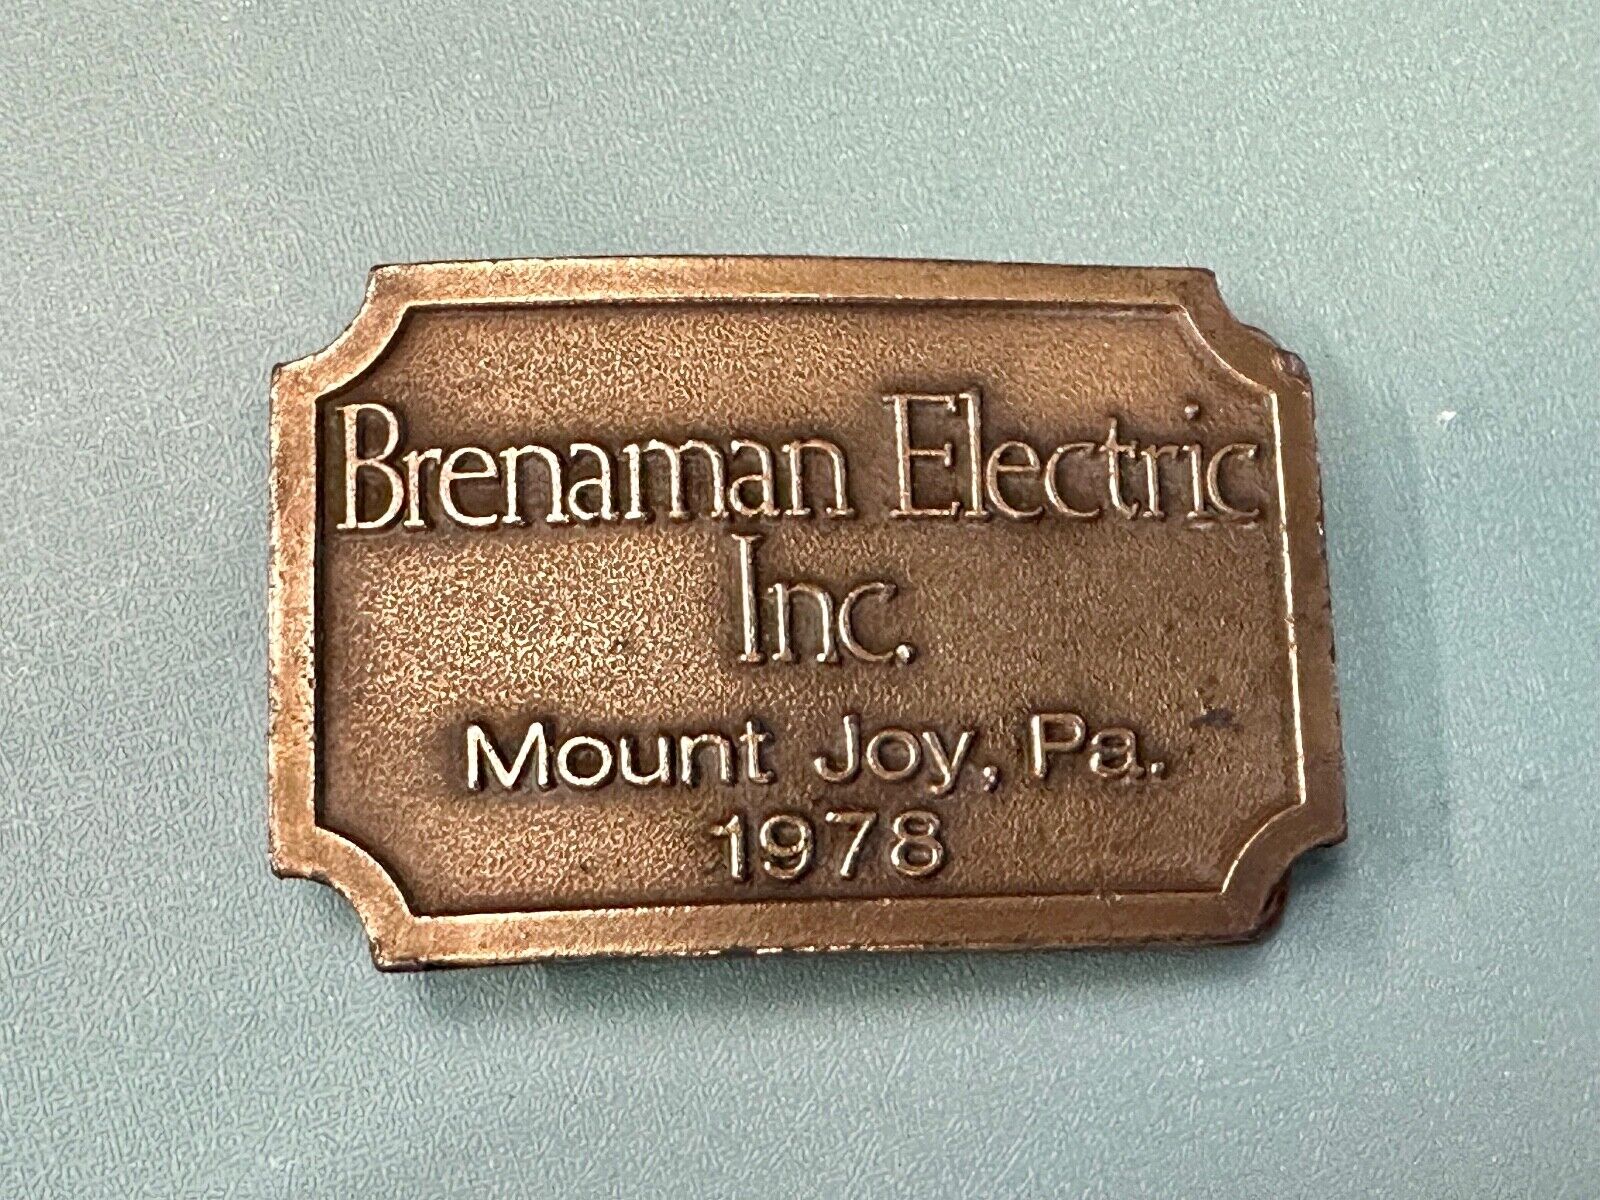 Brenaman Electric
Inc.
Mount Joy, Pa.
1978